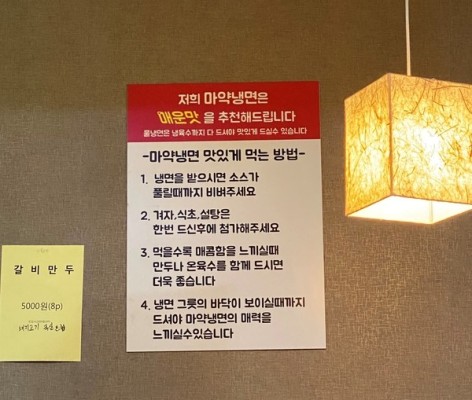 저희 마약냉면은
매운맛 을 추천해드립니다
물냉면은 냉육수까지 다 드셔야 맛있게 드실수 있습니다
-마약냉면 맛있게 먹는 방법-
1. 냉면을 받으시면 소스가
풀릴때까지 비벼주세요
2. 겨자,식초,설탕은
한번 드신후에 첨가해주세요
3. 먹을수록 매콤함을 느끼실때
만두나 온육수를 함께 드시면
더욱 좋습니다
4. 냉면 그릇의 바닥이 보이실때까지
드셔야 마약냉면의 매력을
느끼실수있습니다
갈비만두
5000원(8p)